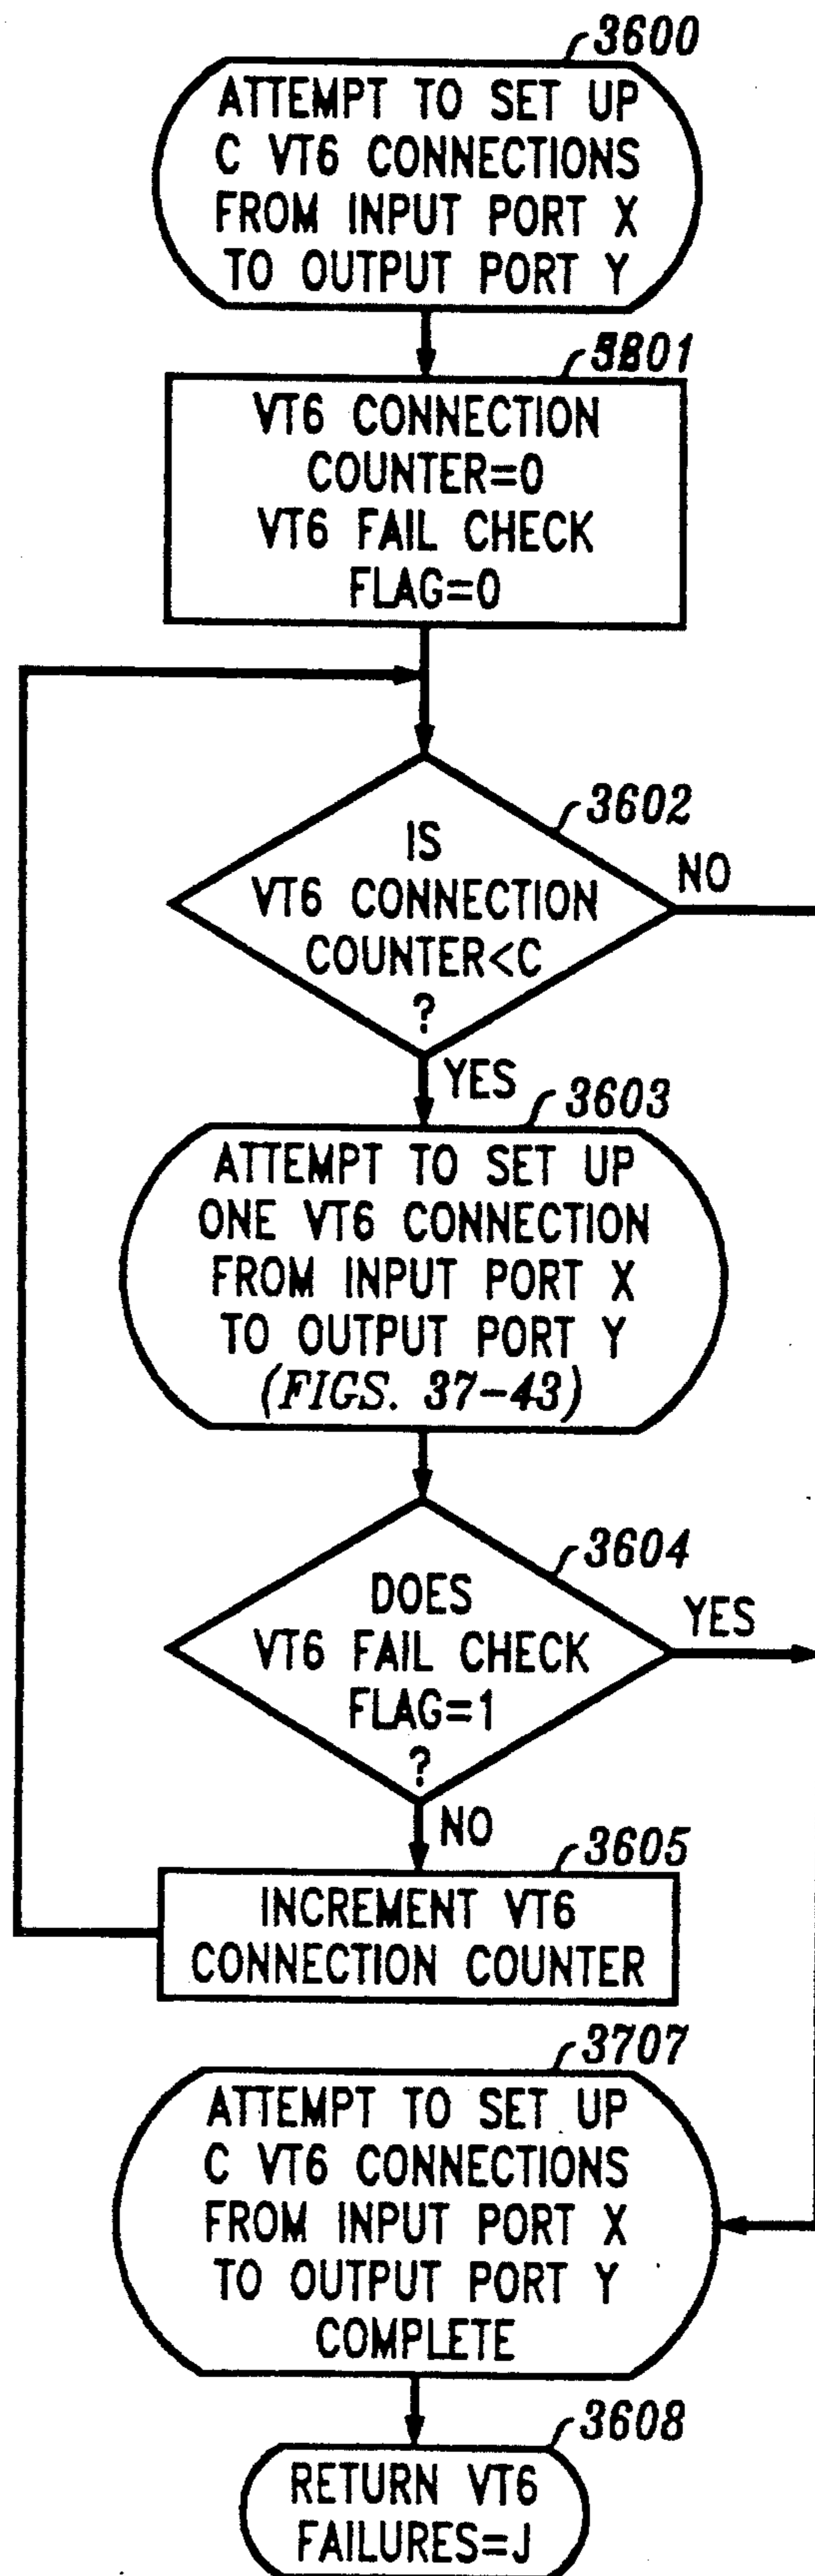 3600
ATTEMPT TO SET UP
C VT6 CONNECTIONS
FROM INPUT PORT X
TO OUTPUT PORT Y
VT6 CONNECTION
COUNTER=0
VT6 FAIL CHECK
FLAG=0
3602
IS
VT6 CONNECTION
COUNTER<C
?
NO
YES
3603
ATTEMPT TO SET UP
ONE VT6 CONNECTION
FROM INPUT PORT X
TO OUTPUT PORT Y
(FIGS. 37-43)
3604
DOES
VT6 FAIL CHECK
FLAG=1
?
YES
NO
3605
INCREMENT VT6
CONNECTION COUNTER
3707
ATTEMPT TO SET UP
C VT6 CONNECTIONS
FROM INPUT PORT X
TO OUTPUT PORT Y
COMPLETE
3608
RETURN VT6
FAILURES=J